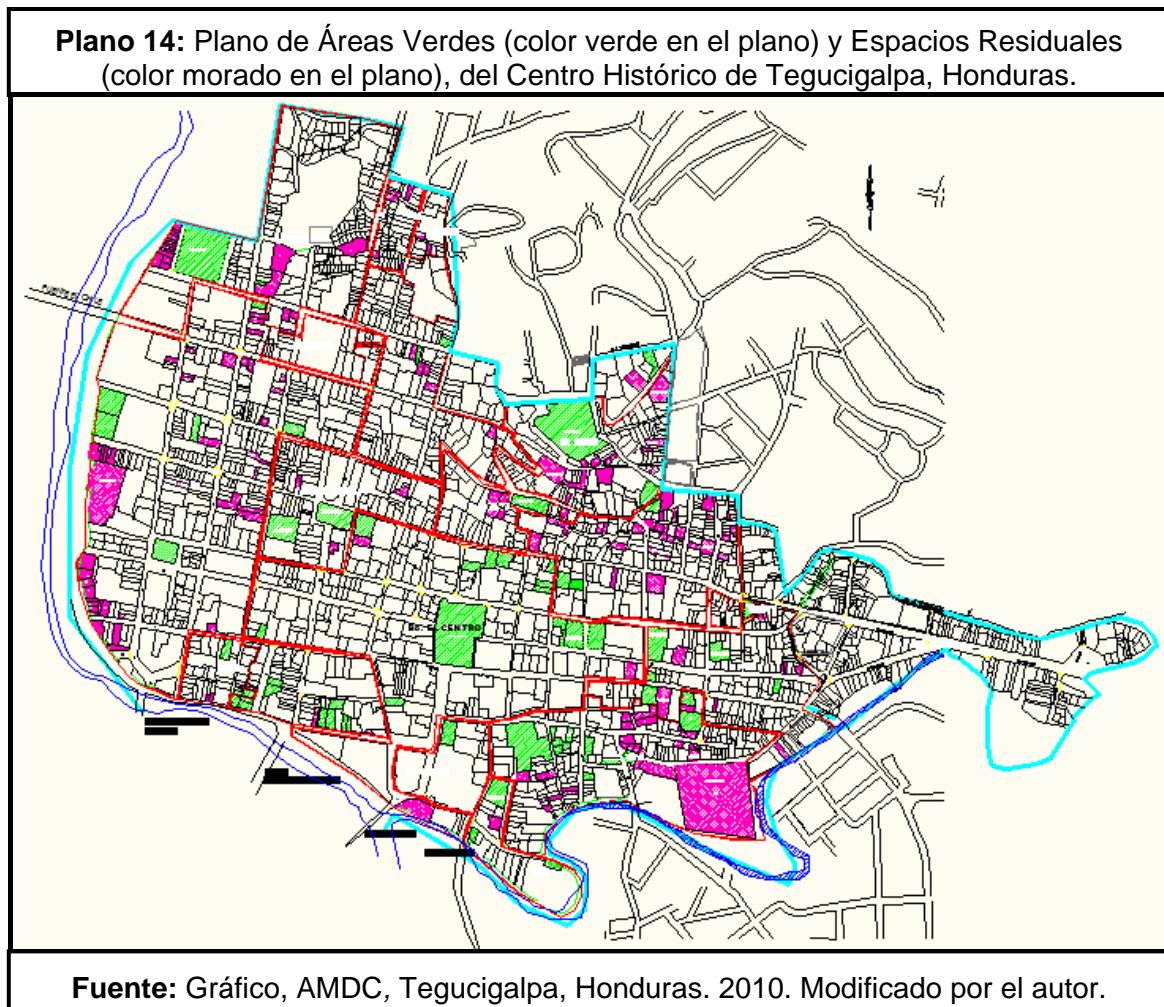 Plano 14: Plano de Áreas Verdes (color verde en el plano) y Espacios Residuales
(color morado en el plano), del Centro Histórico de Tegucigalpa, Honduras.
EL CENTRO
Fuente: Gráfico, AMDC, Tegucigalpa, Honduras. 2010. Modificado por el autor.